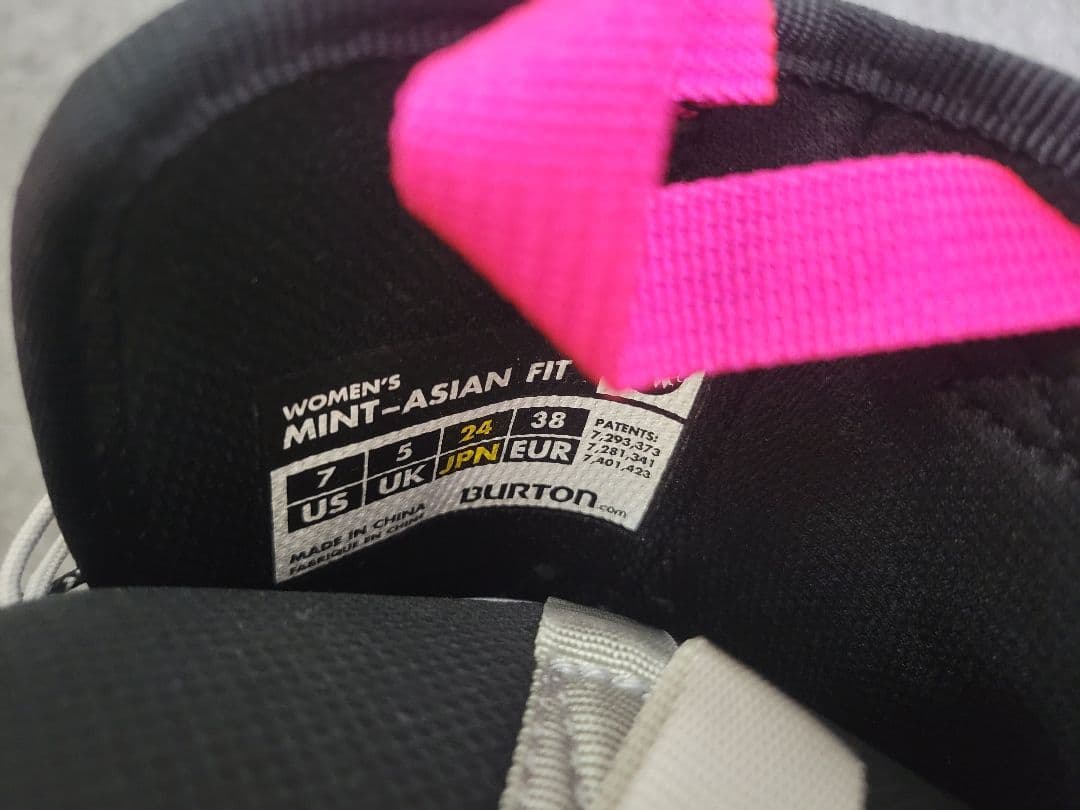 WOMEN'S
MINT-ASIAN FIT
7 5 24 38
US UK JPN EUR
PATENTS:
7,293,373
7,281,341
7,401,423
BURTON.com
MADE IN CHINA
FABRIQUÉ EN CHINE